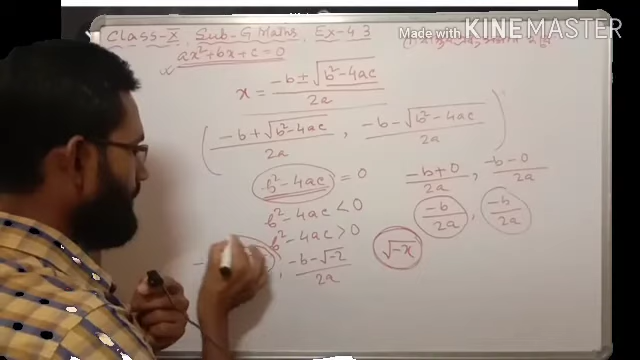 Made with KINEMASTER
Class-X, Sub-G Maths, Ex-4.3
ax²+bx+c=0
x = -b±√b²-4ac / 2a
( -b+√b²-4ac / 2a , -b-√b²-4ac / 2a )
b²-4ac = 0 -b+0 / 2a , -b-0 / 2a
b²-4ac < 0 -b / 2a , -b / 2a
b²-4ac > 0 √-x
, -b-√-2 / 2a